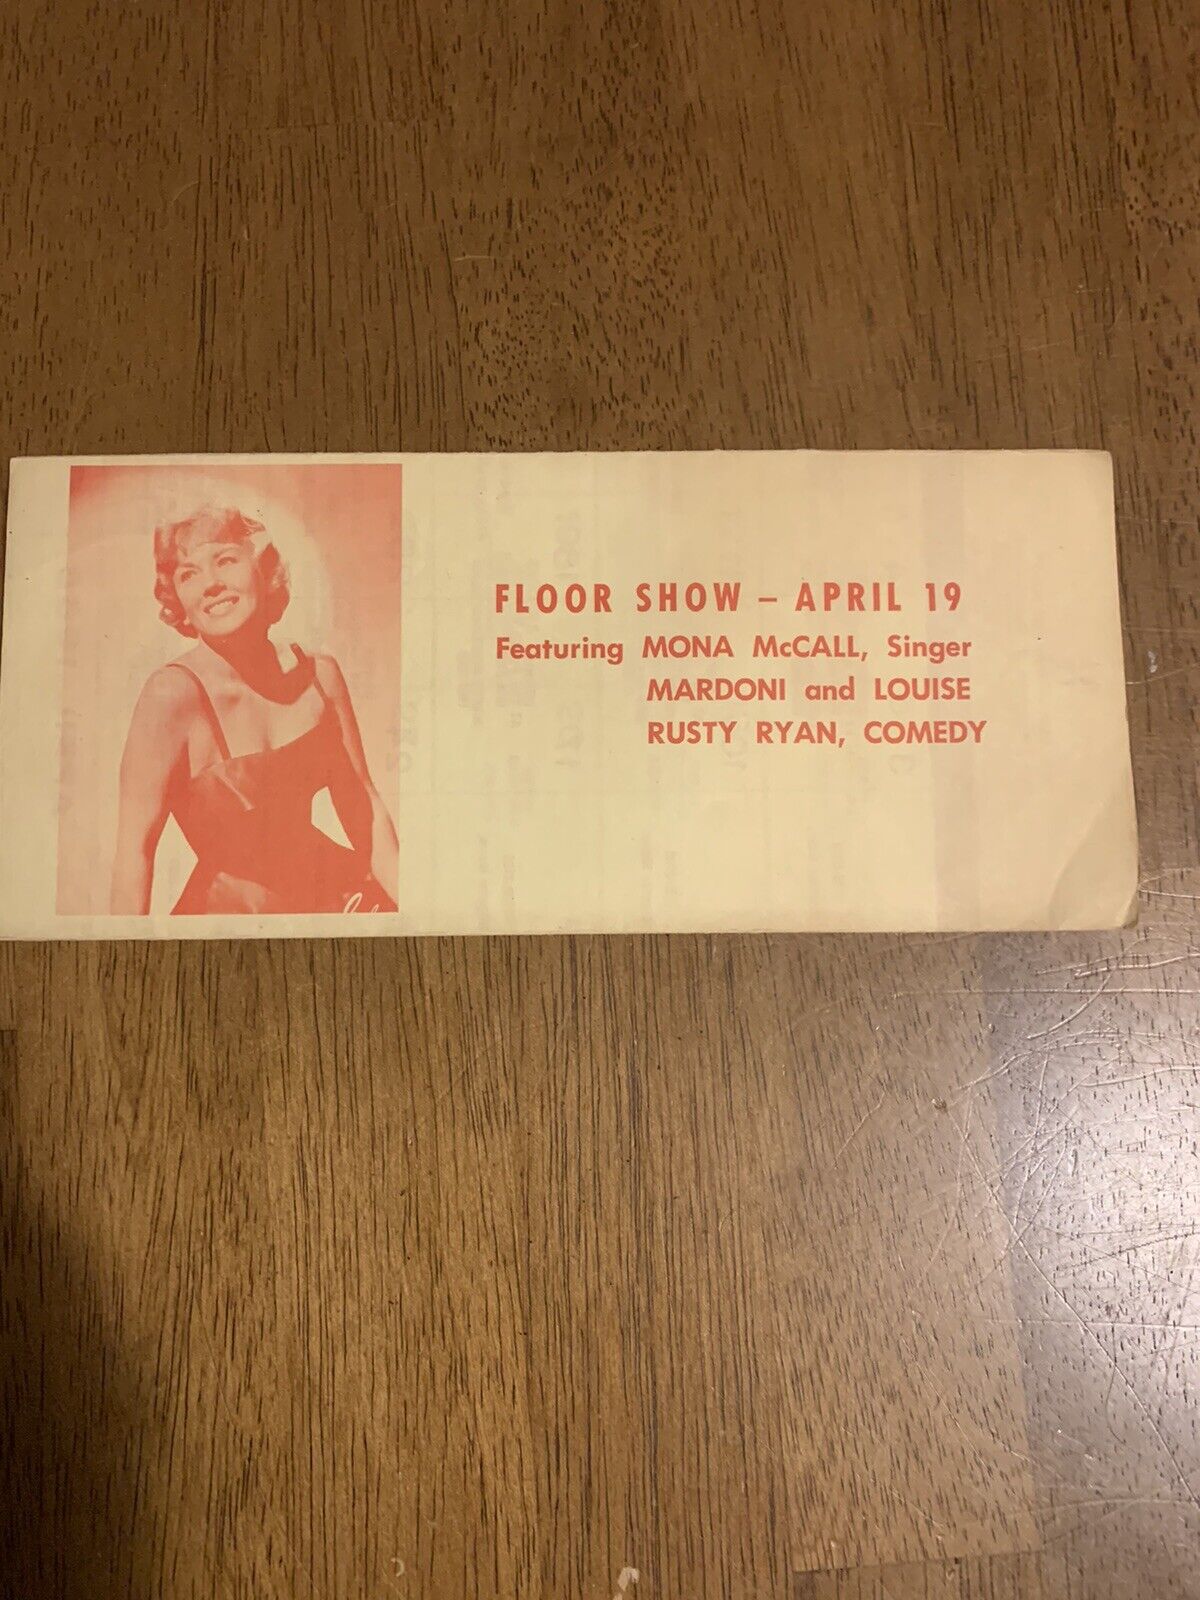 FLOOR SHOW – APRIL 19
Featuring MONA McCALL, Singer
MARDONI and LOUISE
RUSTY RYAN, COMEDY